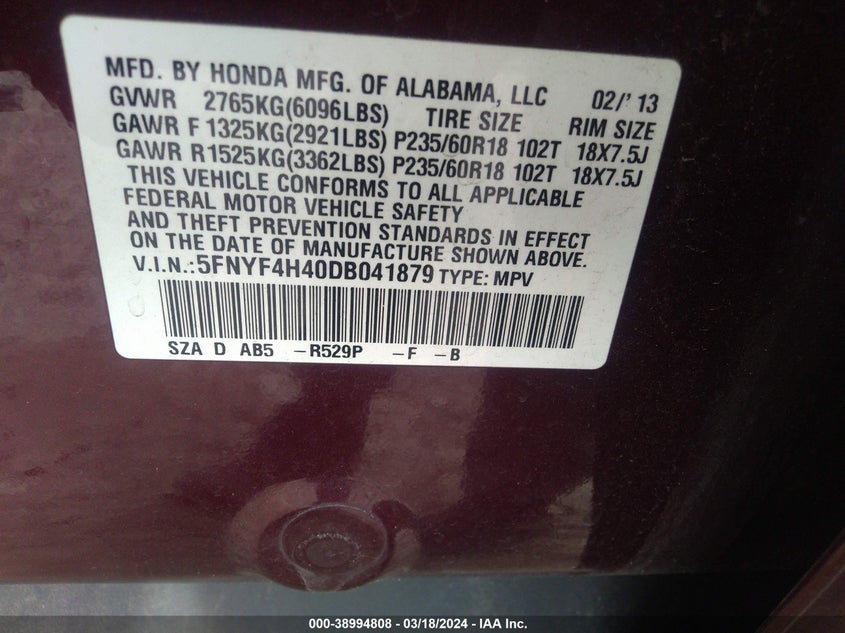 MFD. BY HONDA MFG. OF ALABAMA, LLC 02/'13
GVWR 2765KG(6096LBS) TIRE SIZE RIM SIZE
GAWR F 1325KG(2921LBS) P235/60R18 102T 18X7.5J
GAWR R1525KG(3362LBS) P235/60R18 102T 18X7.5J
THIS VEHICLE CONFORMS TO ALL APPLICABLE
FEDERAL MOTOR VEHICLE SAFETY
AND THEFT PREVENTION STANDARDS IN EFFECT
ON THE DATE OF MANUFACTURE SHOWN ABOVE.
V.I.N.:5FNYF4H40DB041879 TYPE: MPV
SZA D AB5 -R529P -F -B
000-38994808 - 03/18/2024 - IAA Inc.